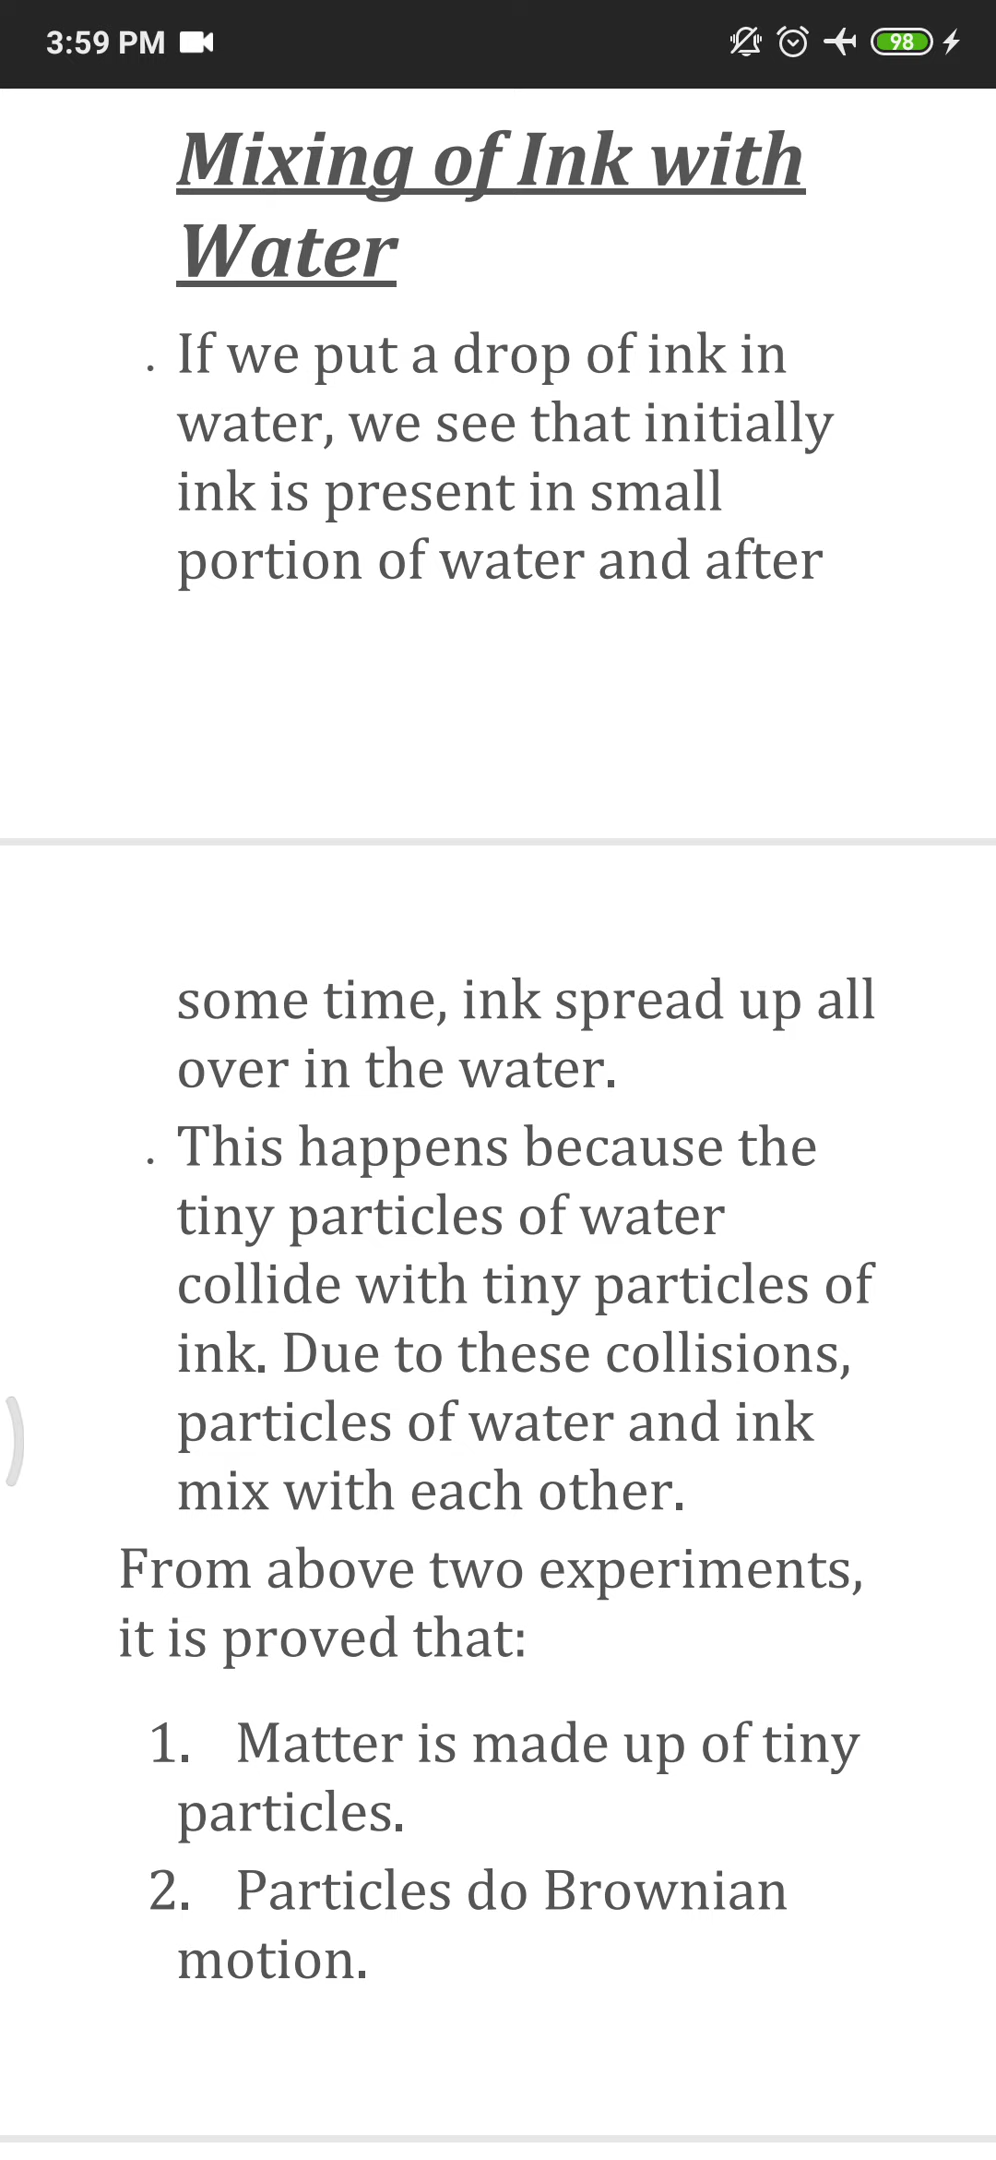 3:59 PM
98
Mixing of Ink with
Water
. If we put a drop of ink in
water, we see that initially
ink is present in small
portion of water and after
some time, ink spread up all
over in the water.
. This happens because the
tiny particles of water
collide with tiny particles of
ink. Due to these collisions,
particles of water and ink
mix with each other.
From above two experiments,
it is proved that:
1. Matter is made up of tiny
particles.
2. Particles do Brownian
motion.